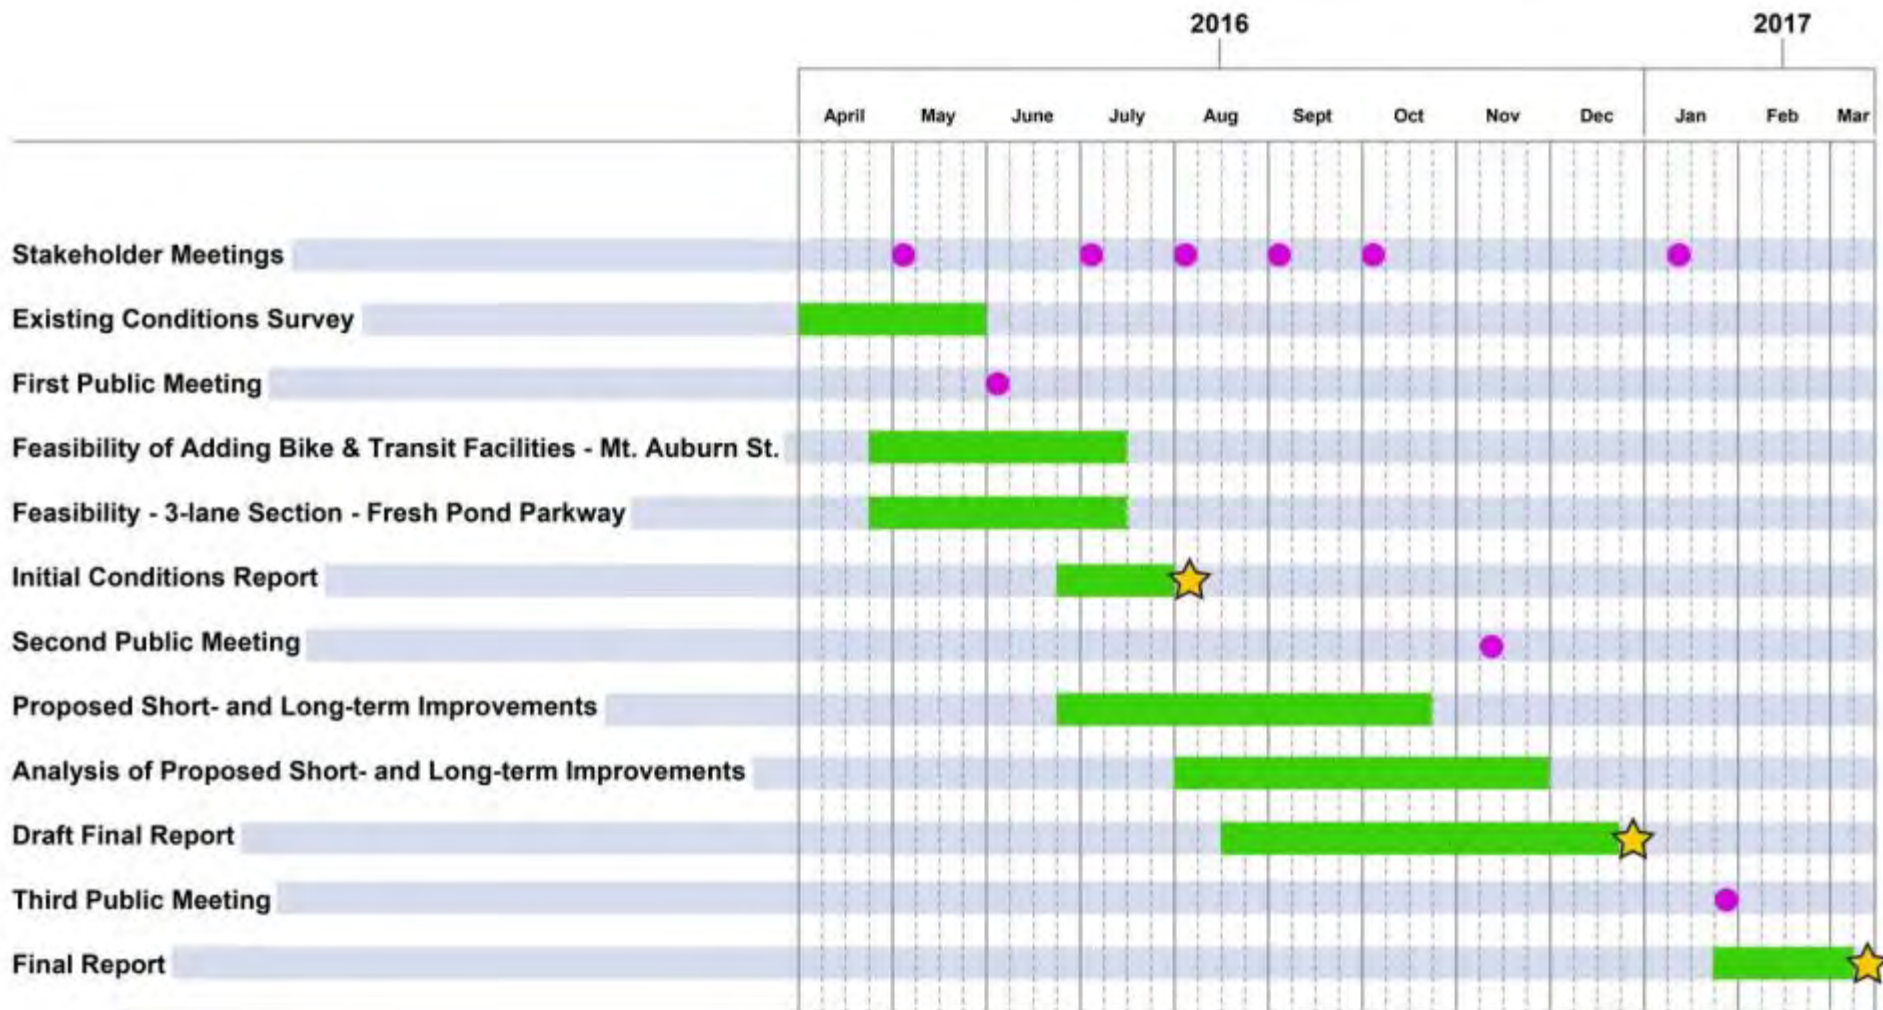 2016 2017
April May June July Aug Sept Oct Nov Dec Jan Feb Mar
Stakeholder Meetings
Existing Conditions Survey
First Public Meeting
Feasibility of Adding Bike & Transit Facilities - Mt. Auburn St.
Feasibility - 3-lane Section - Fresh Pond Parkway
Initial Conditions Report
Second Public Meeting
Proposed Short- and Long-term Improvements
Analysis of Proposed Short- and Long-term Improvements
Draft Final Report
Third Public Meeting
Final Report